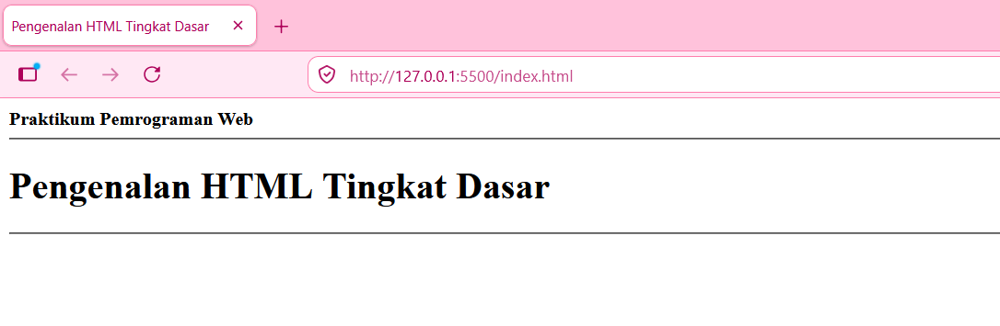 Pengenalan HTML Tingkat Dasar
http://127.0.0.1:5500/index.html
Praktikum Pemrograman Web
Pengenalan HTML Tingkat Dasar